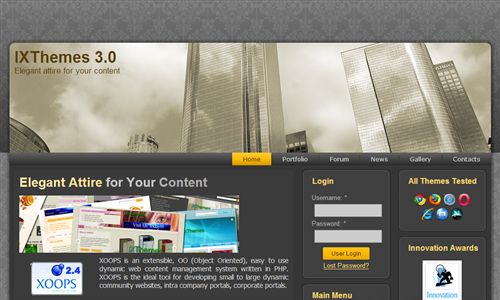 IXThemes 3.0
Elegant attire for your content
Home Portfolio Forum News Gallery Contacts
Elegant Attire for Your Content
2.4
XOOPS
XOOPS is an extensible, OO (Object Oriented), easy to
use dynamic web content management system written in PHP.
XOOPS is the ideal tool for developing small to large dynamic
community websites, intra company portals, corporate portals.
Login
Username: *
Password: *
User Login
Lost Password?
Main Menu
All Themes Tested
Innovation Awards
Innovation